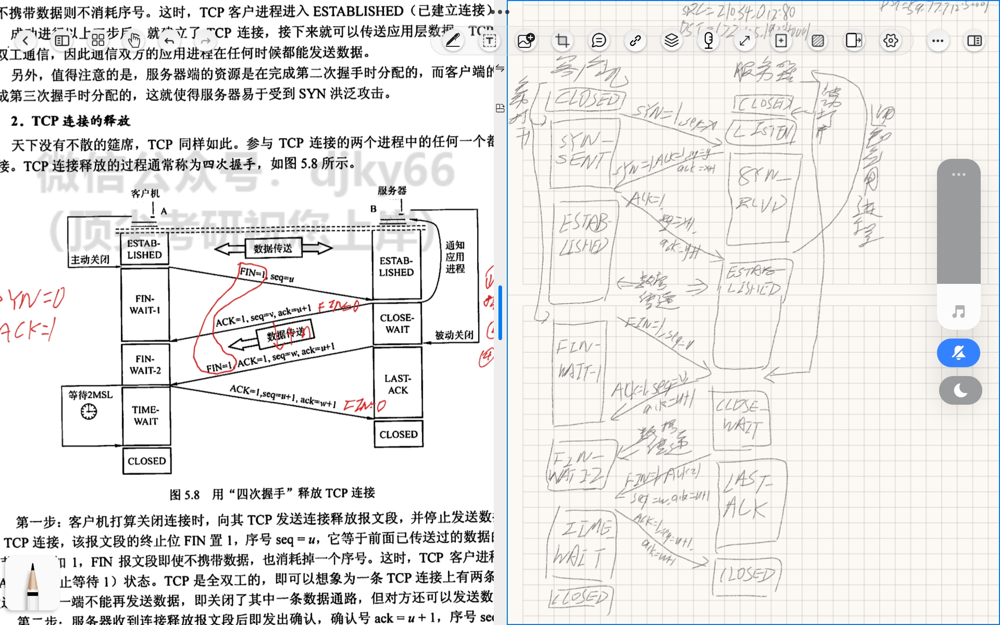 不携带数据则不消耗序号。这时，TCP 客户进程进入 ESTABLISHED（已建立连接）
成功进行以上三步后，就建立了 TCP 连接，接下来就可以传送应用层数据。TCP
双工通信，因此通信双方的应用进程在任何时候都能发送数据。
另外，值得注意的是，服务器端的资源是在完成第二次握手时分配的，而客户端的
成第三次握手时分配的，这就使得服务器易于受到 SYN 洪泛攻击。
2．TCP 连接的释放
天下没有不散的筵席，TCP 同样如此。参与 TCP 连接的两个进程中的任何一个都
接。TCP 连接释放的过程通常称为四次握手，如图 5.8 所示。
微信公众号：djky66
（顶尖考研祝您上岸）
客户机
服务器
A
B
ESTAB-
LISHED
数据传送
通知
应用
进程
主动关闭
ESTAB-
LISHED
FIN=1, seq=u
FIN-
WAIT-1
ACK=1, seq=v, ack=u+1
FIN=0
CLOSE-
WAIT
数据传送
被动关闭
SYN=0
ACK=1
FIN-
WAIT-2
FIN=1, ACK=1, seq=w, ack=u+1
LAST-
ACK
等待2MSL
ACK=1,seq=u+1, ack=w+1
FIN=0
TIME-
WAIT
CLOSED
CLOSED
图 5.8 用“四次握手”释放 TCP 连接
第一步：客户机打算关闭连接时，向其 TCP 发送连接释放报文段，并停止发送数
TCP 连接，该报文段的终止位 FIN 置 1，序号 seq = u，它等于前面已传送过的数据
加 1，FIN 报文段即使不携带数据，也消耗掉一个序号。这时，TCP 客户进程
止等待 1）状态。TCP 是全双工的，即可以想象为一条 TCP 连接上有两条
一端不能再发送数据，即关闭了其中一条数据通路，但对方还可以发送数
第二步：服务器收到连接释放报文段后即发出确认，确认号 ack = u + 1，序号 seq
客户机
服务器
CLOSED
CLOSED
SYN=1,seq=x
LISTEN
SYN-
SENT
SYN=1,ACK=1,seq=y
ack=x+1
SYN-
RCVD
通知应用进程
ACK=1,
seq=x+1,
ack=y+1
ESTAB-
LISHED
ESTAB-
LISHED
数据
传送
FIN=1,seq=u
FIN-
WAIT-1
ACK=1,seq=v,
ack=u+1
CLOSE-
WAIT
数据
传送
FIN-
WAIT-2
FIN=1,ACK=1,
seq=w,ack=u+1
LAST-
ACK
TIME-
WAIT
ACK=1,seq=u+1,
ack=w+1
CLOSED
CLOSED